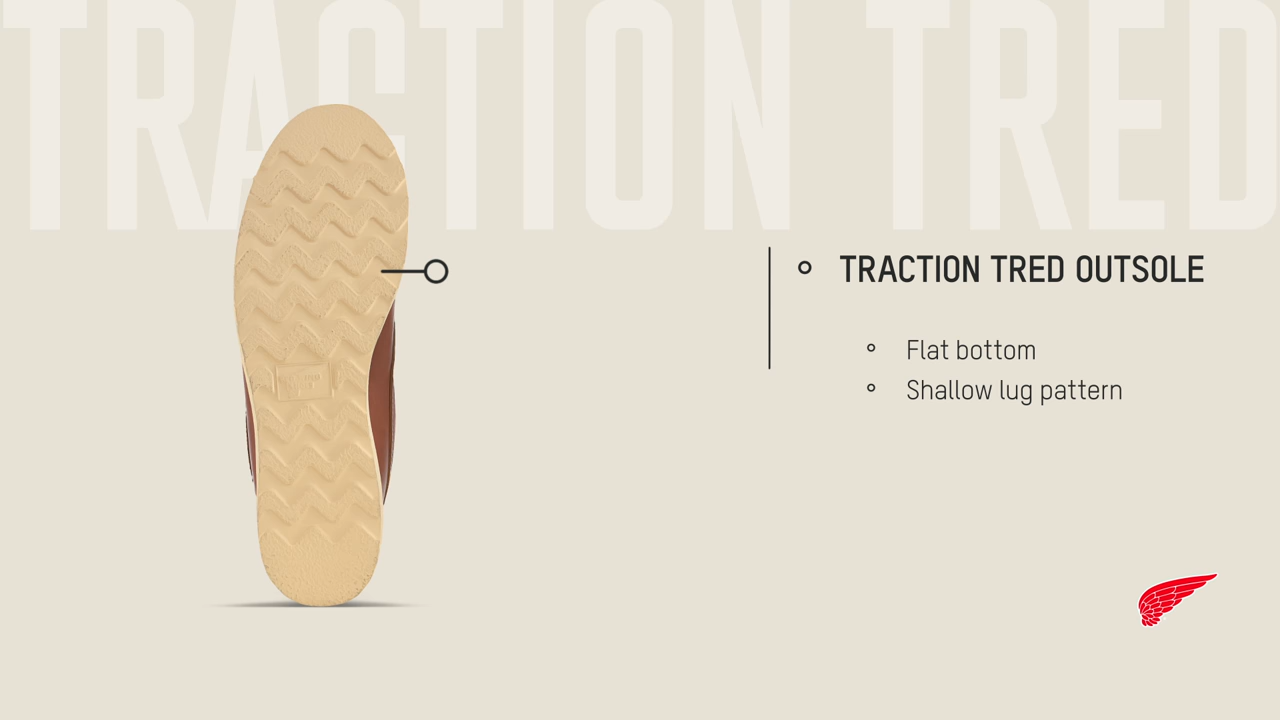 TRACTION TRED
TRACTION TRED OUTSOLE
Flat bottom
Shallow lug pattern